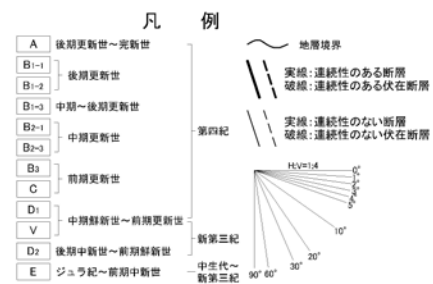 凡 例
A 後期更新世～完新世
B1-1
B1-2
後期更新世
B1-3 中期～後期更新世
B2-1
B2-3
中期更新世
B3
C
前期更新世
D1
V
中期鮮新世～前期更新世
D2 後期中新世～前期鮮新世
E ジュラ紀～前期中新世
第四紀
新第三紀
中生代～
新第三紀
地層境界
実線：連続性のある断層
破線：連続性のある伏在断層
実線：連続性のない断層
破線：連続性のない伏在断層
H:V=1:4
0°
1°
2°
3°
4°
5°
10°
20°
30°
60°
90°